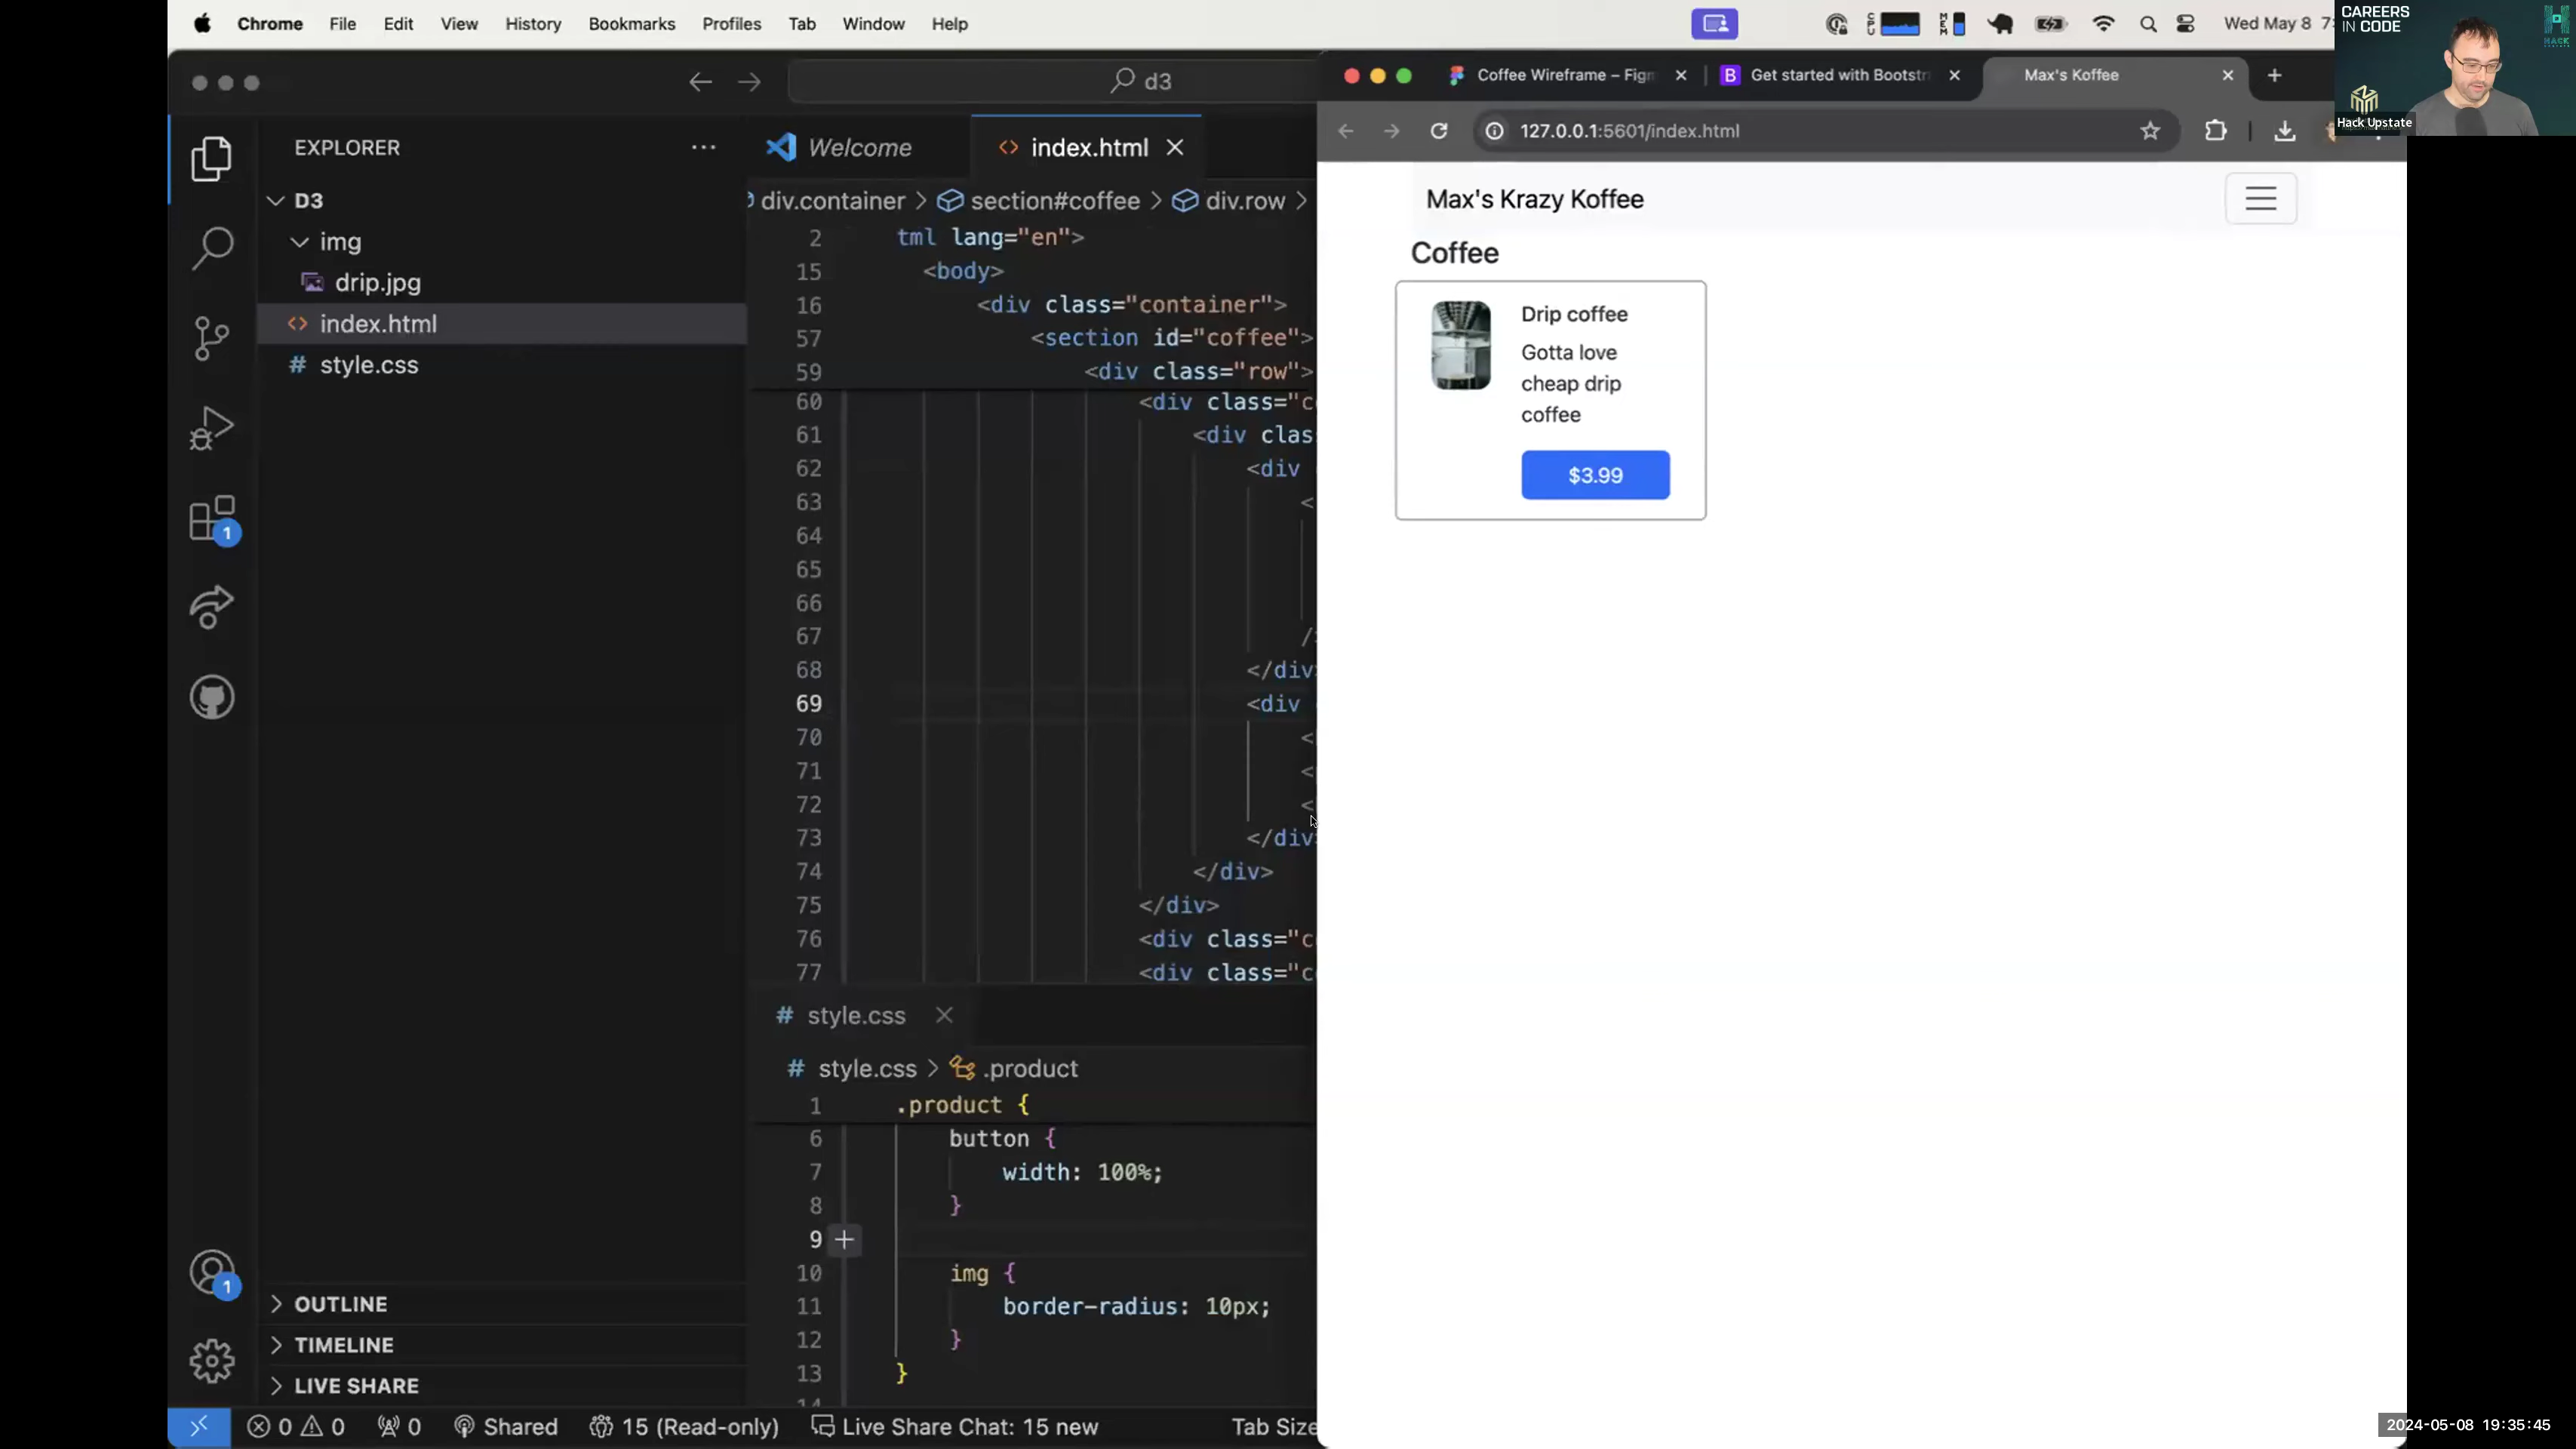 Chrome File Edit View History Bookmarks Profiles Tab Window Help
CPU
MEM
Wed May 8
CAREERS
IN CODE
HACK
Hack Upstate
d3
Coffee Wireframe – Figm
Get started with Bootstr
Max's Koffee
127.0.0.1:5601/index.html
EXPLORER
D3
img
drip.jpg
index.html
style.css
Welcome
index.html
div.container > section#coffee > div.row >
2 tml lang="en">
15 <body>
16 <div class="container">
57 <section id="coffee">
59 <div class="row">
60 <div class="c
61 <div clas
62 <div
63 <
64
65
66
67 /
68 </div
69 <div
70 <
71 <
72 <
73 </div
74 </div>
75 </div>
76 <div class="c
77 <div class="c
# style.css
# style.css > .product
1 .product {
6 button {
7 width: 100%;
8 }
9 +
10 img {
11 border-radius: 10px;
12 }
13 }
Max's Krazy Koffee
Coffee
Drip coffee
Gotta love
cheap drip
coffee
$3.99
1
1
OUTLINE
TIMELINE
LIVE SHARE
0 0 0 Shared 15 (Read-only) Live Share Chat: 15 new Tab Size
2024-05-08 19:35:45